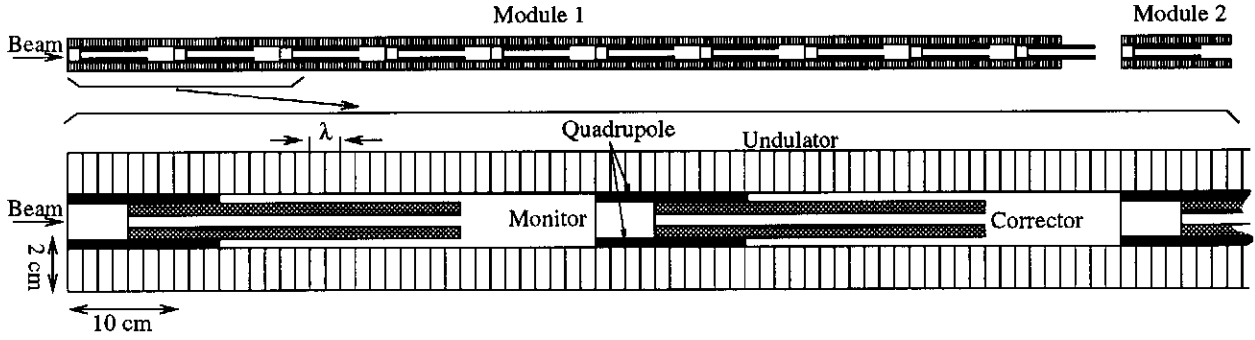 Module 1
Module 2
Beam
λ
Quadrupole
Undulator
Beam
Monitor
Corrector
2 cm
10 cm